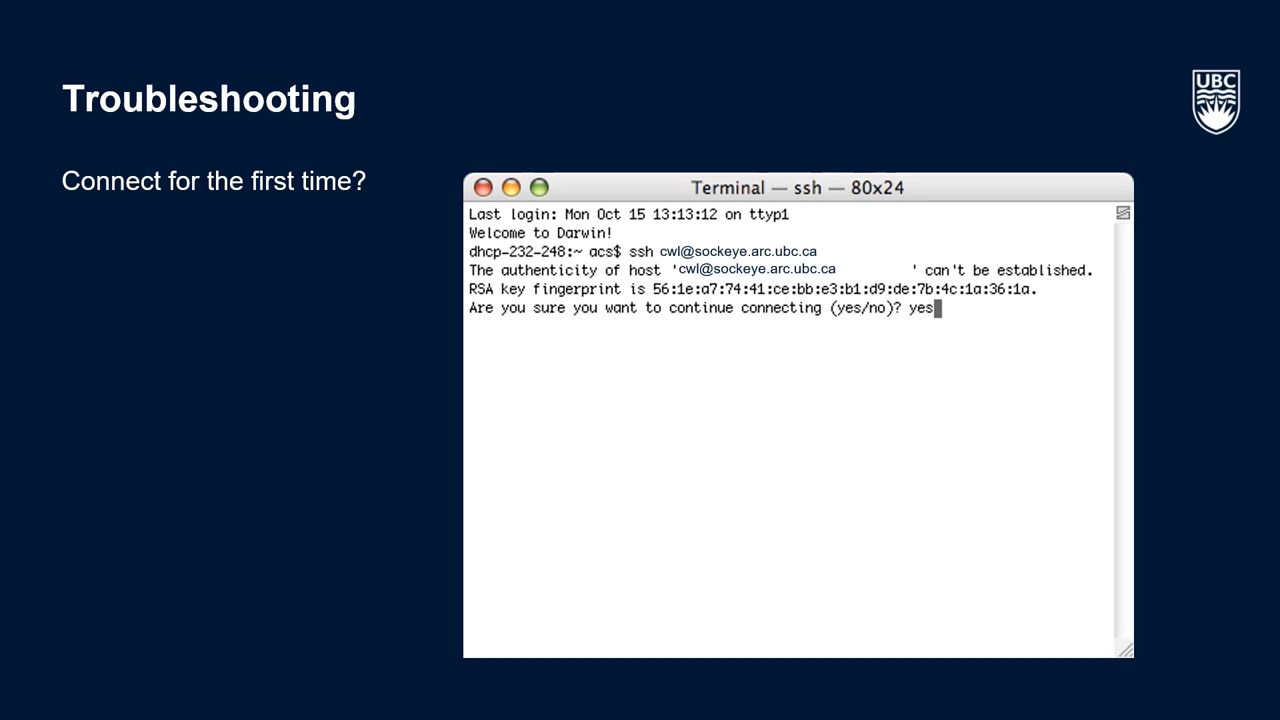 Troubleshooting
UBC
Connect for the first time?
Terminal — ssh — 80x24
Last login: Mon Oct 15 13:13:12 on ttyp1
Welcome to Darwin!
dhcp-232-248:~ acs$ ssh cwl@sockeye.arc.ubc.ca
The authenticity of host 'cwl@sockeye.arc.ubc.ca ' can't be established.
RSA key fingerprint is 56:1e:a7:74:41:ce:bb:e3:b1:d9:de:7b:4c:1a:36:1a.
Are you sure you want to continue connecting (yes/no)? yes